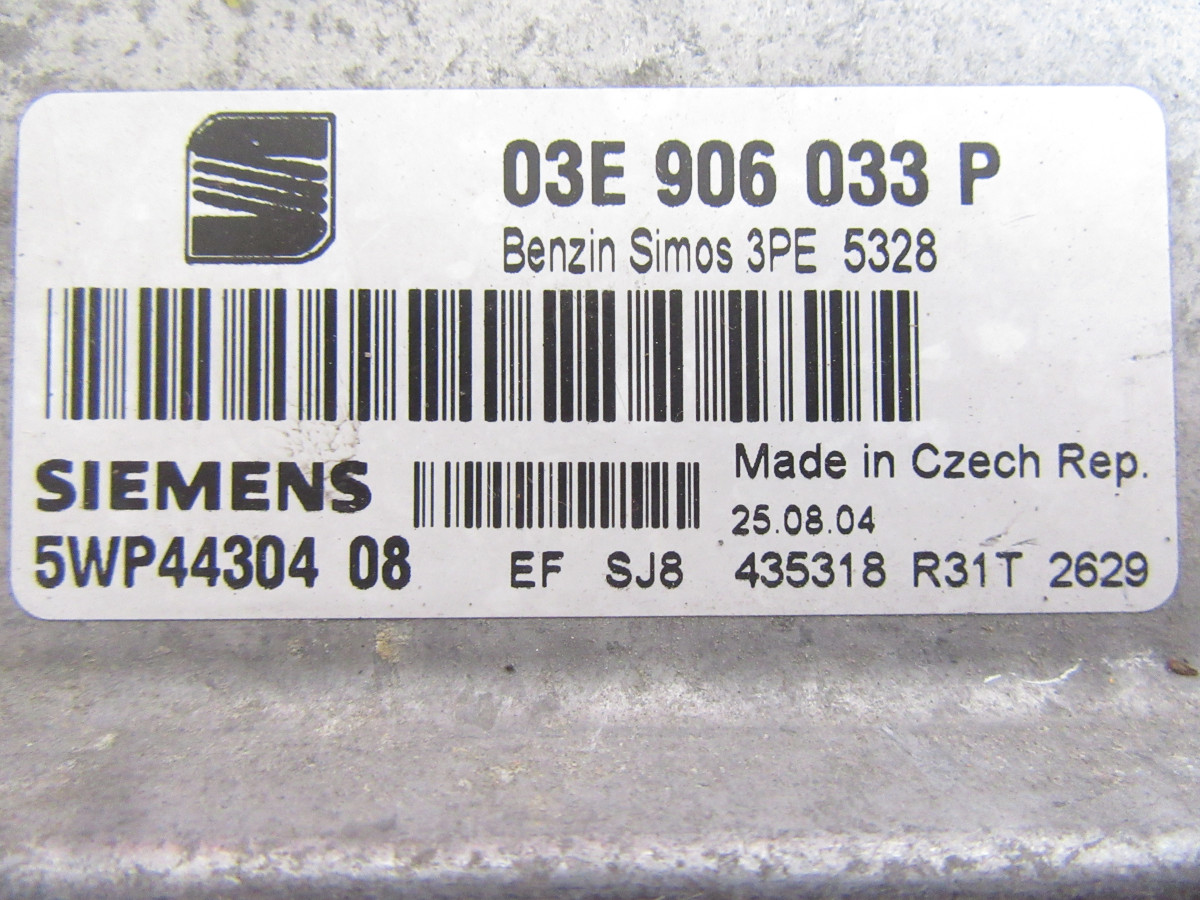 03E 906 033 P
Benzin Simos 3PE 5328
SIEMENS
Made in Czech Rep.
25.08.04
5WP44304 08
EF SJ8 435318 R31T 2629